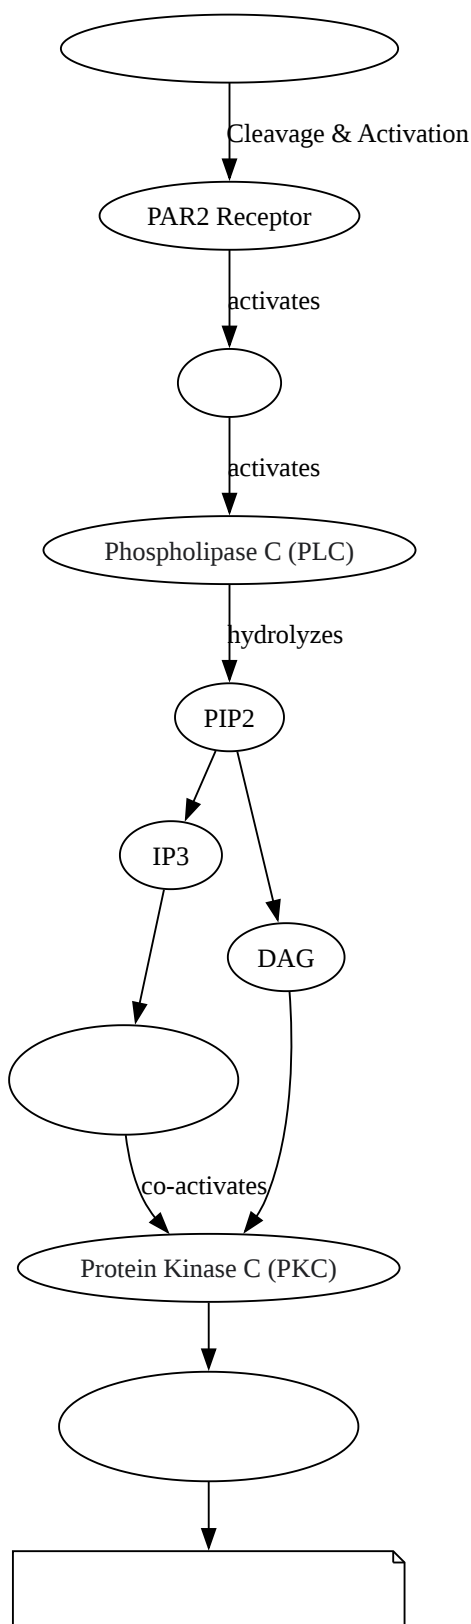 Cleavage & Activation
PAR2 Receptor
activates
activates
Phospholipase C (PLC)
hydrolyzes
PIP2
IP3
DAG
co-activates
Protein Kinase C (PKC)